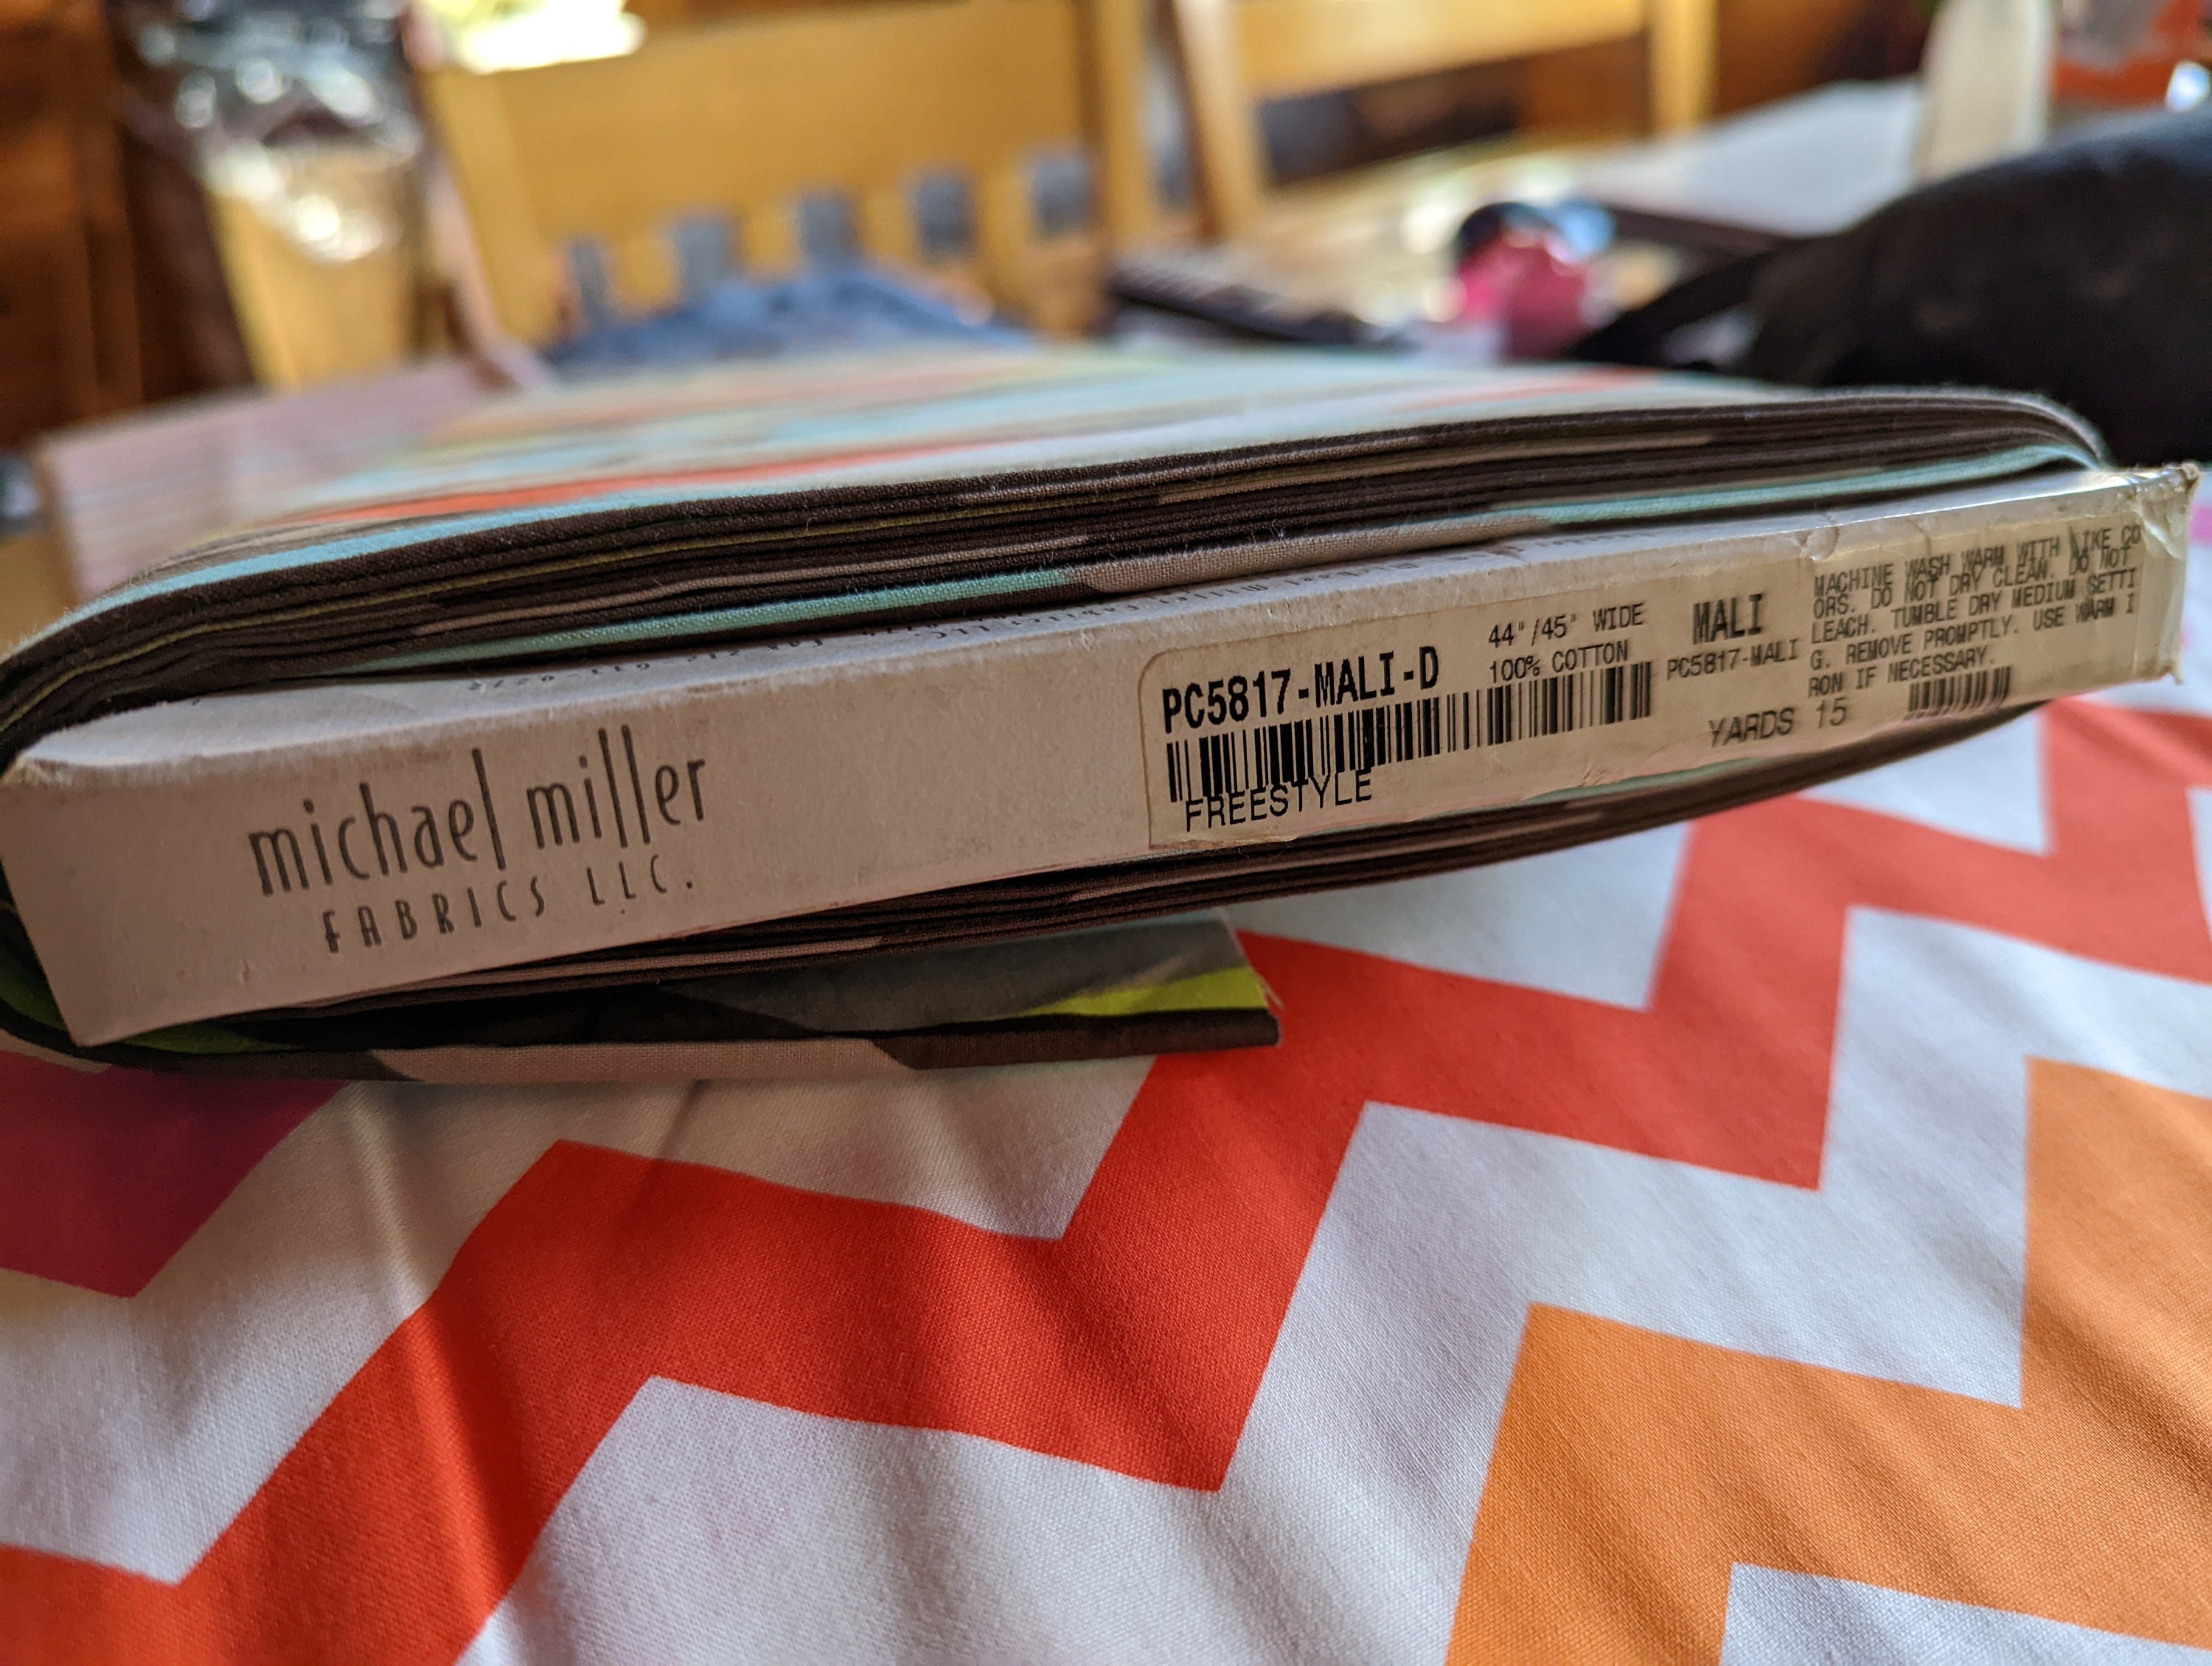 michael miller
FABRICS LLC.
PC5817-MALI-D
FREESTYLE
44"/45" WIDE
100% COTTON
MALI
PC5817-MALI
YARDS 15
MACHINE WASH WARM WITH LIKE CO
ORS. DO NOT DRY CLEAN. DO NOT
LEACH. TUMBLE DRY MEDIUM SETTI
G. REMOVE PROMPTLY. USE WARM I
RON IF NECESSARY.